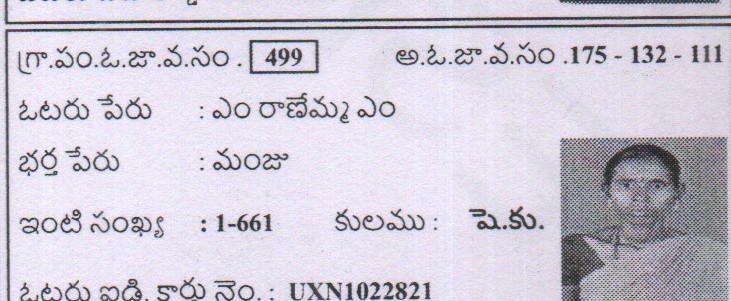 గ్రా.పం.ఓ.జా.వ.సం. 499 అ.ఓ.జా.వ.సం .175 - 132 - 111
ఓటరు పేరు : ఎం రాణేమ్మ ఎం
భర్త పేరు : మంజు
ఇంటి సంఖ్య : 1-661 కులము : షె.కు.
ఓటరు ఐడి. కార్డు నెం. : UXN1022821